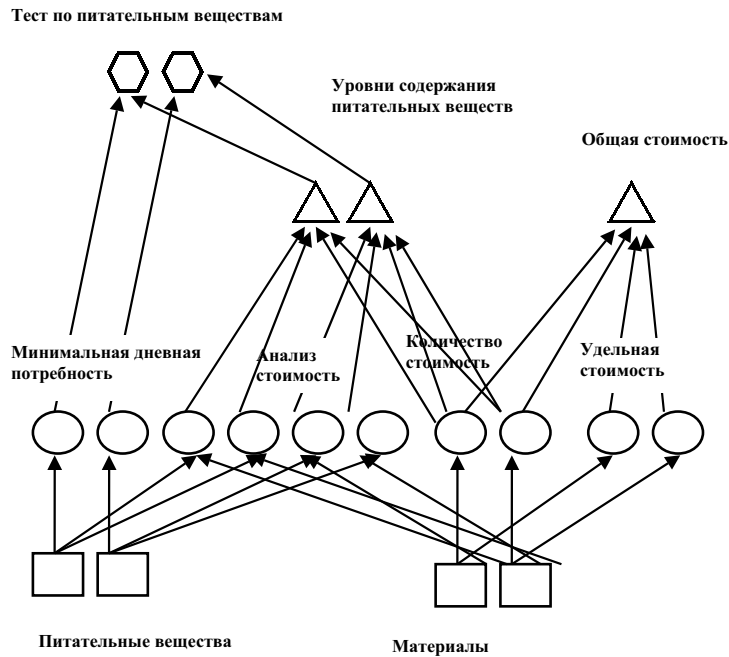 Тест по питательным веществам
Уровни содержания
питательных веществ
Общая стоимость
Минимальная дневная
потребность
Анализ
стоимость
Количество
стоимость
Удельная
стоимость
Питательные вещества
Материалы